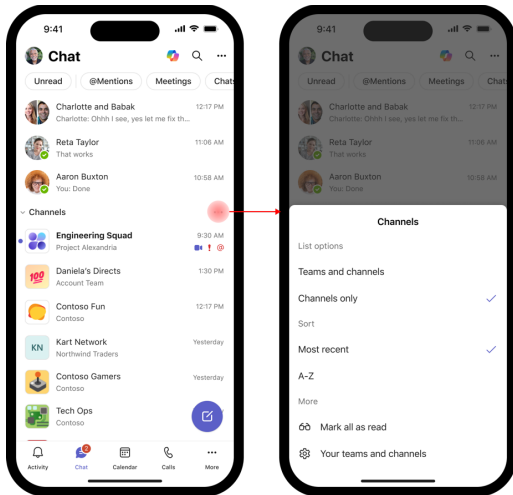 9:41
Chat
Unread
@Mentions
Meetings
Chats
Charlotte and Babak
12:17 PM
Charlotte: Ohhh I see, yes let me fix th...
Reta Taylor
11:06 AM
That works
Aaron Buxton
10:58 AM
You: Done
Channels
Engineering Squad
9:30 AM
Project Alexandria
100
Daniela's Directs
1:30 PM
Account Team
Contoso Fun
12:17 PM
Contoso
KN
Kart Network
Yesterday
Northwind Traders
Contoso Gamers
Yesterday
Contoso
Tech Ops
Contoso
2
Activity
Chat
Calendar
Calls
More
9:41
Chat
Unread
@Mentions
Meetings
Chats
Charlotte and Babak
12:17 PM
Charlotte: Ohhh I see, yes let me fix th...
Reta Taylor
11:06 AM
That works
Aaron Buxton
10:58 AM
You: Done
Channels
List options
Teams and channels
Channels only
Sort
Most recent
A-Z
More
Mark all as read
Your teams and channels